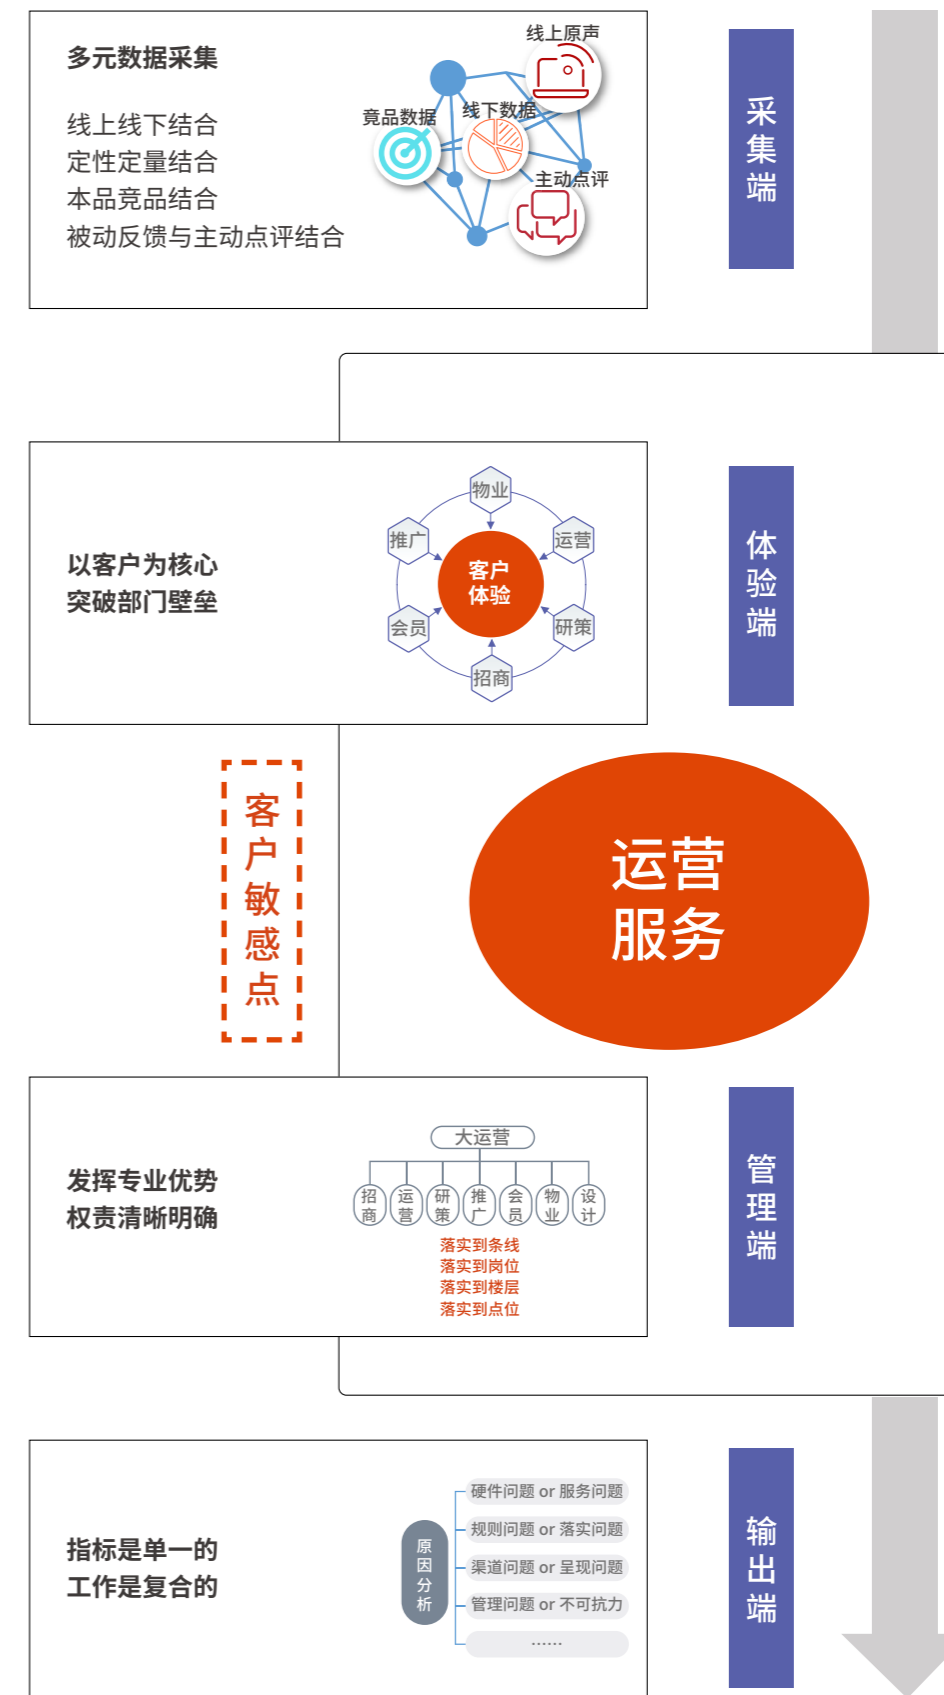 多元数据采集
线上线下结合
定性定量结合
本品竞品结合
被动反馈与主动点评结合
线上原声
竟品数据
线下数据
主动点评
采集端
以客户为核心
突破部门壁垒
物业
推广
运营
客户
体验
会员
研策
招商
体验端
客户敏感点
运营
服务
发挥专业优势
权责清晰明确
大运营
招商
运营
研策
推广
会员
物业
设计
落实到条线
落实到岗位
落实到楼层
落实到点位
管理端
指标是单一的
工作是复合的
原因分析
硬件问题 or 服务问题
规则问题 or 落实问题
渠道问题 or 呈现问题
管理问题 or 不可抗力
……
输出端